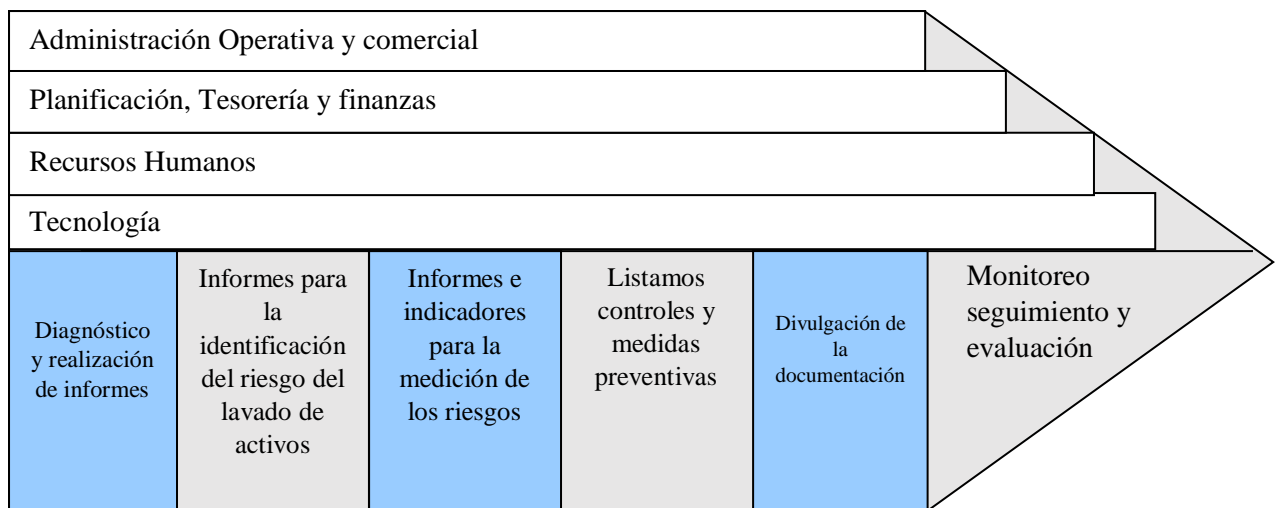 Administración Operativa y comercial
Planificación, Tesorería y finanzas
Recursos Humanos
Tecnología
Diagnóstico
y realización
de informes
Informes para
la
identificación
del riesgo del
lavado de
activos
Informes e
indicadores
para la
medición de
los riesgos
Listamos
controles y
medidas
preventivas
Divulgación de
la
documentación
Monitoreo
seguimiento y
evaluación